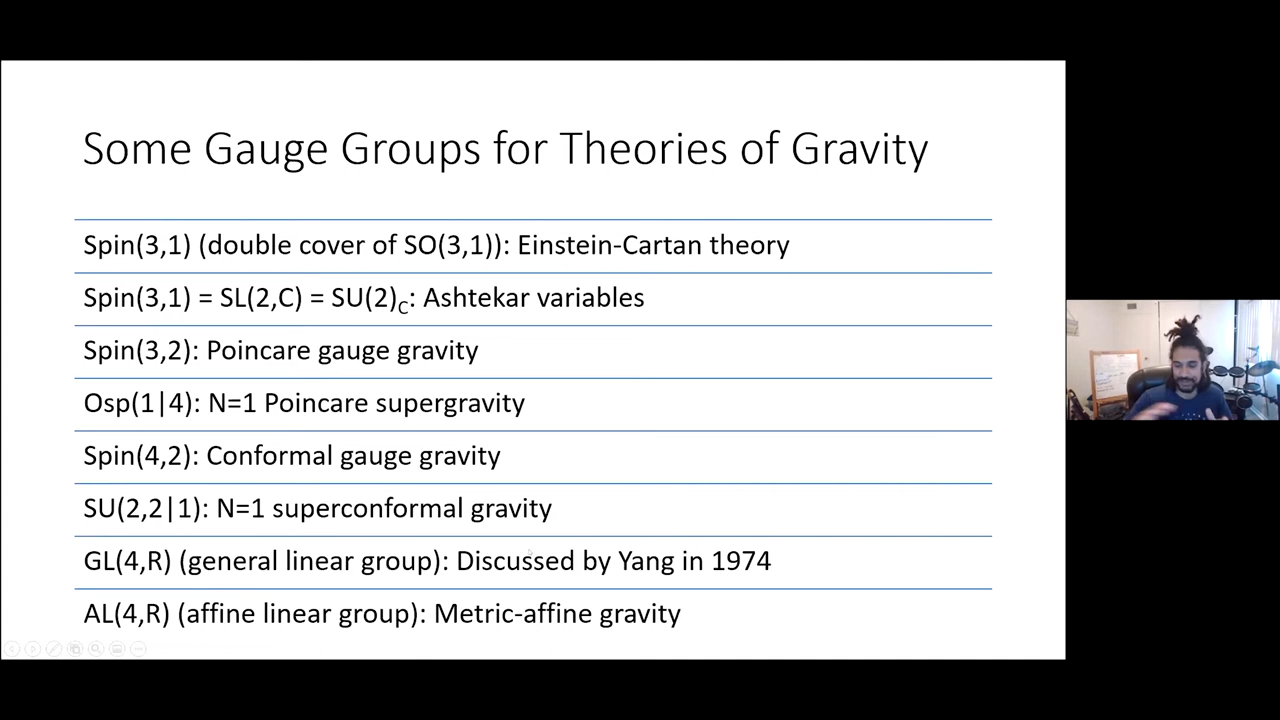 Some Gauge Groups for Theories of Gravity
Spin(3,1) (double cover of SO(3,1)): Einstein-Cartan theory
Spin(3,1) = SL(2,C) = SU(2)C: Ashtekar variables
Spin(3,2): Poincare gauge gravity
Osp(1|4): N=1 Poincare supergravity
Spin(4,2): Conformal gauge gravity
SU(2,2|1): N=1 superconformal gravity
GL(4,R) (general linear group): Discussed by Yang in 1974
AL(4,R) (affine linear group): Metric-affine gravity